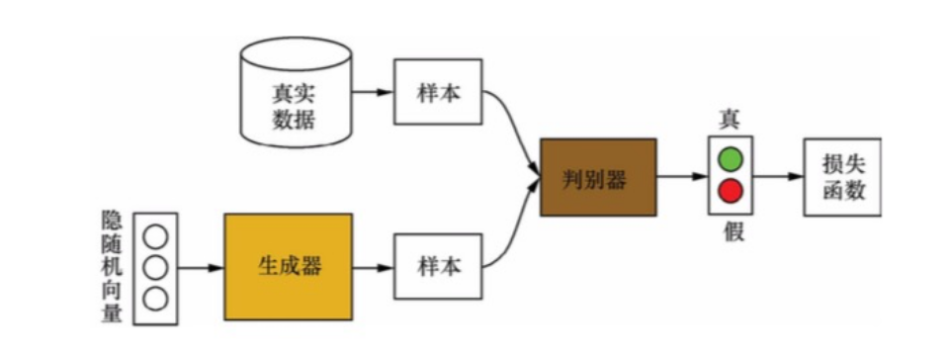 真实
数据
样本
判别器
真
假
损失
函数
隐随机向量
生成器
样本